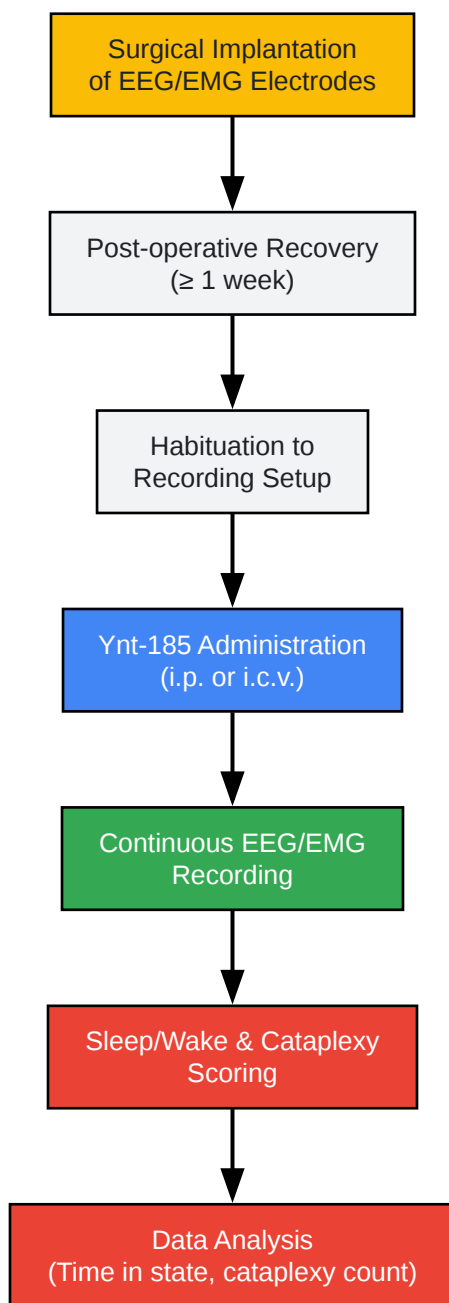 Surgical Implantation
of EEG/EMG Electrodes
Post-operative Recovery
(≥ 1 week)
Habituation to
Recording Setup
Ynt-185 Administration
(i.p. or i.c.v.)
Continuous EEG/EMG
Recording
Sleep/Wake & Cataplexy
Scoring
Data Analysis
(Time in state, cataplexy count)